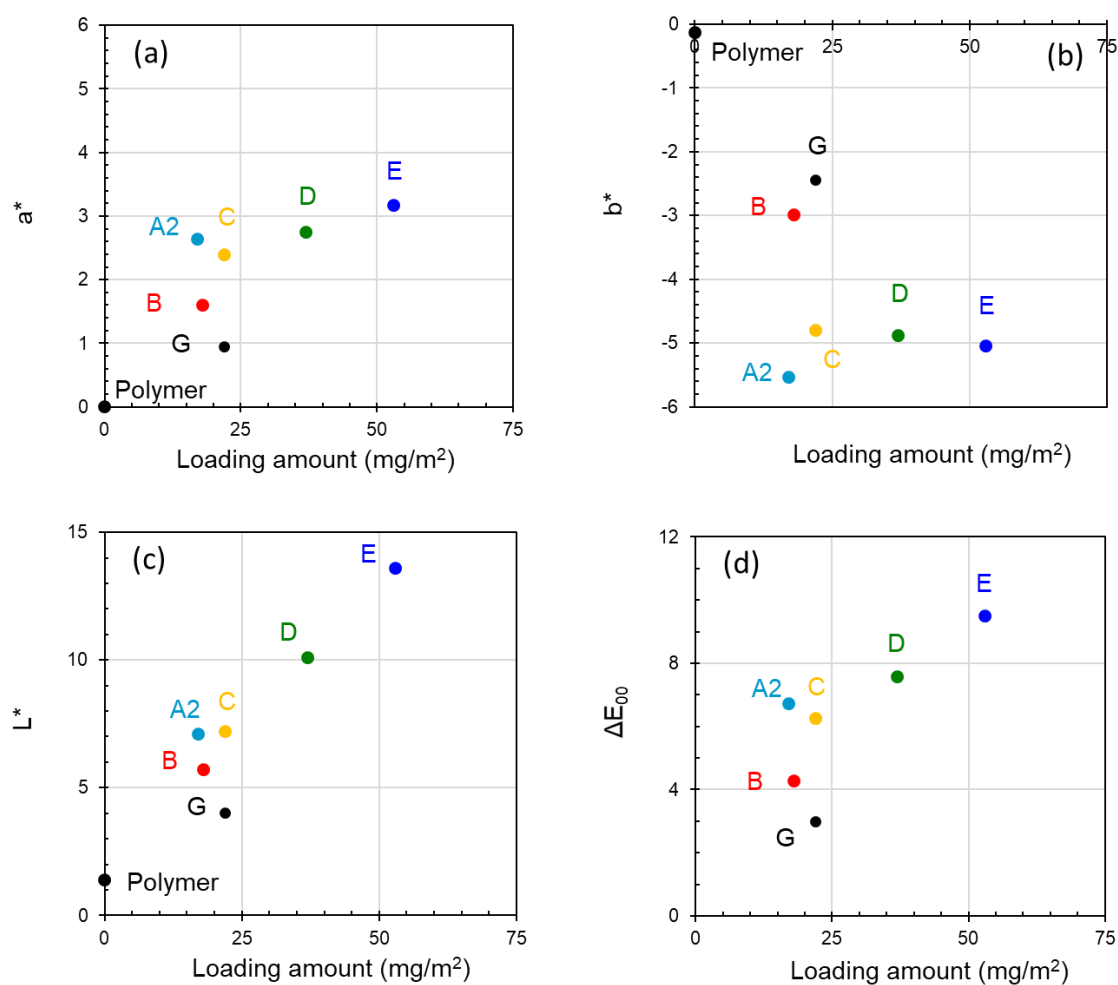 (a)
a*
6
5
4
3
2
1
0
E
D
C
A2
B
G
Polymer
0 25 50 75
Loading amount (mg/m²)
(b)
b*
0
-1
-2
-3
-4
-5
-6
0 25 50 75
Polymer
G
B
D
E
C
A2
Loading amount (mg/m²)
(c)
L*
15
10
5
0
E
D
C
A2
B
G
Polymer
0 25 50 75
Loading amount (mg/m²)
(d)
ΔE₀₀
12
8
4
0
E
D
C
A2
B
G
0 25 50 75
Loading amount (mg/m²)